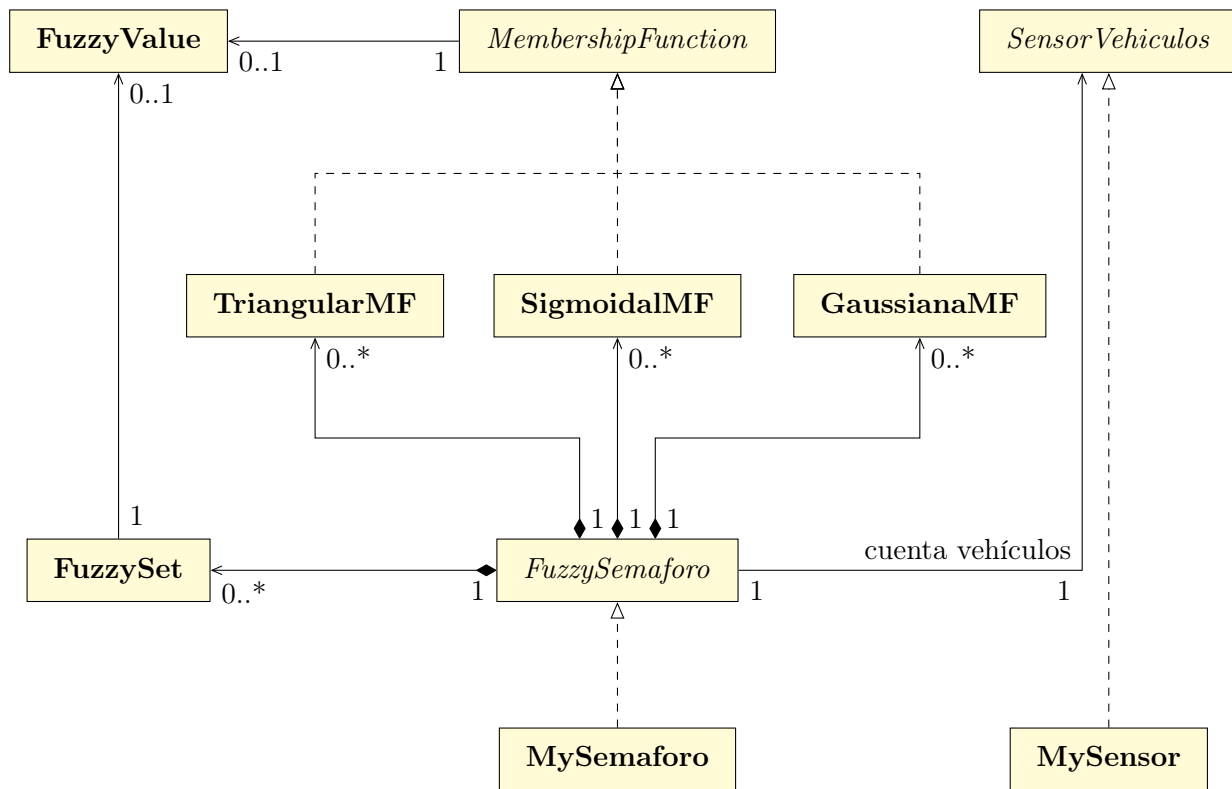 FuzzyValue
MembershipFunction
SensorVehiculos
0..1
1
0..1
TriangularMF
SigmoidalMF
GaussianaMF
0..*
0..*
0..*
1
1
1
1
cuenta vehículos
FuzzySet
FuzzySemaforo
0..*
1
1
1
MySemaforo
MySensor